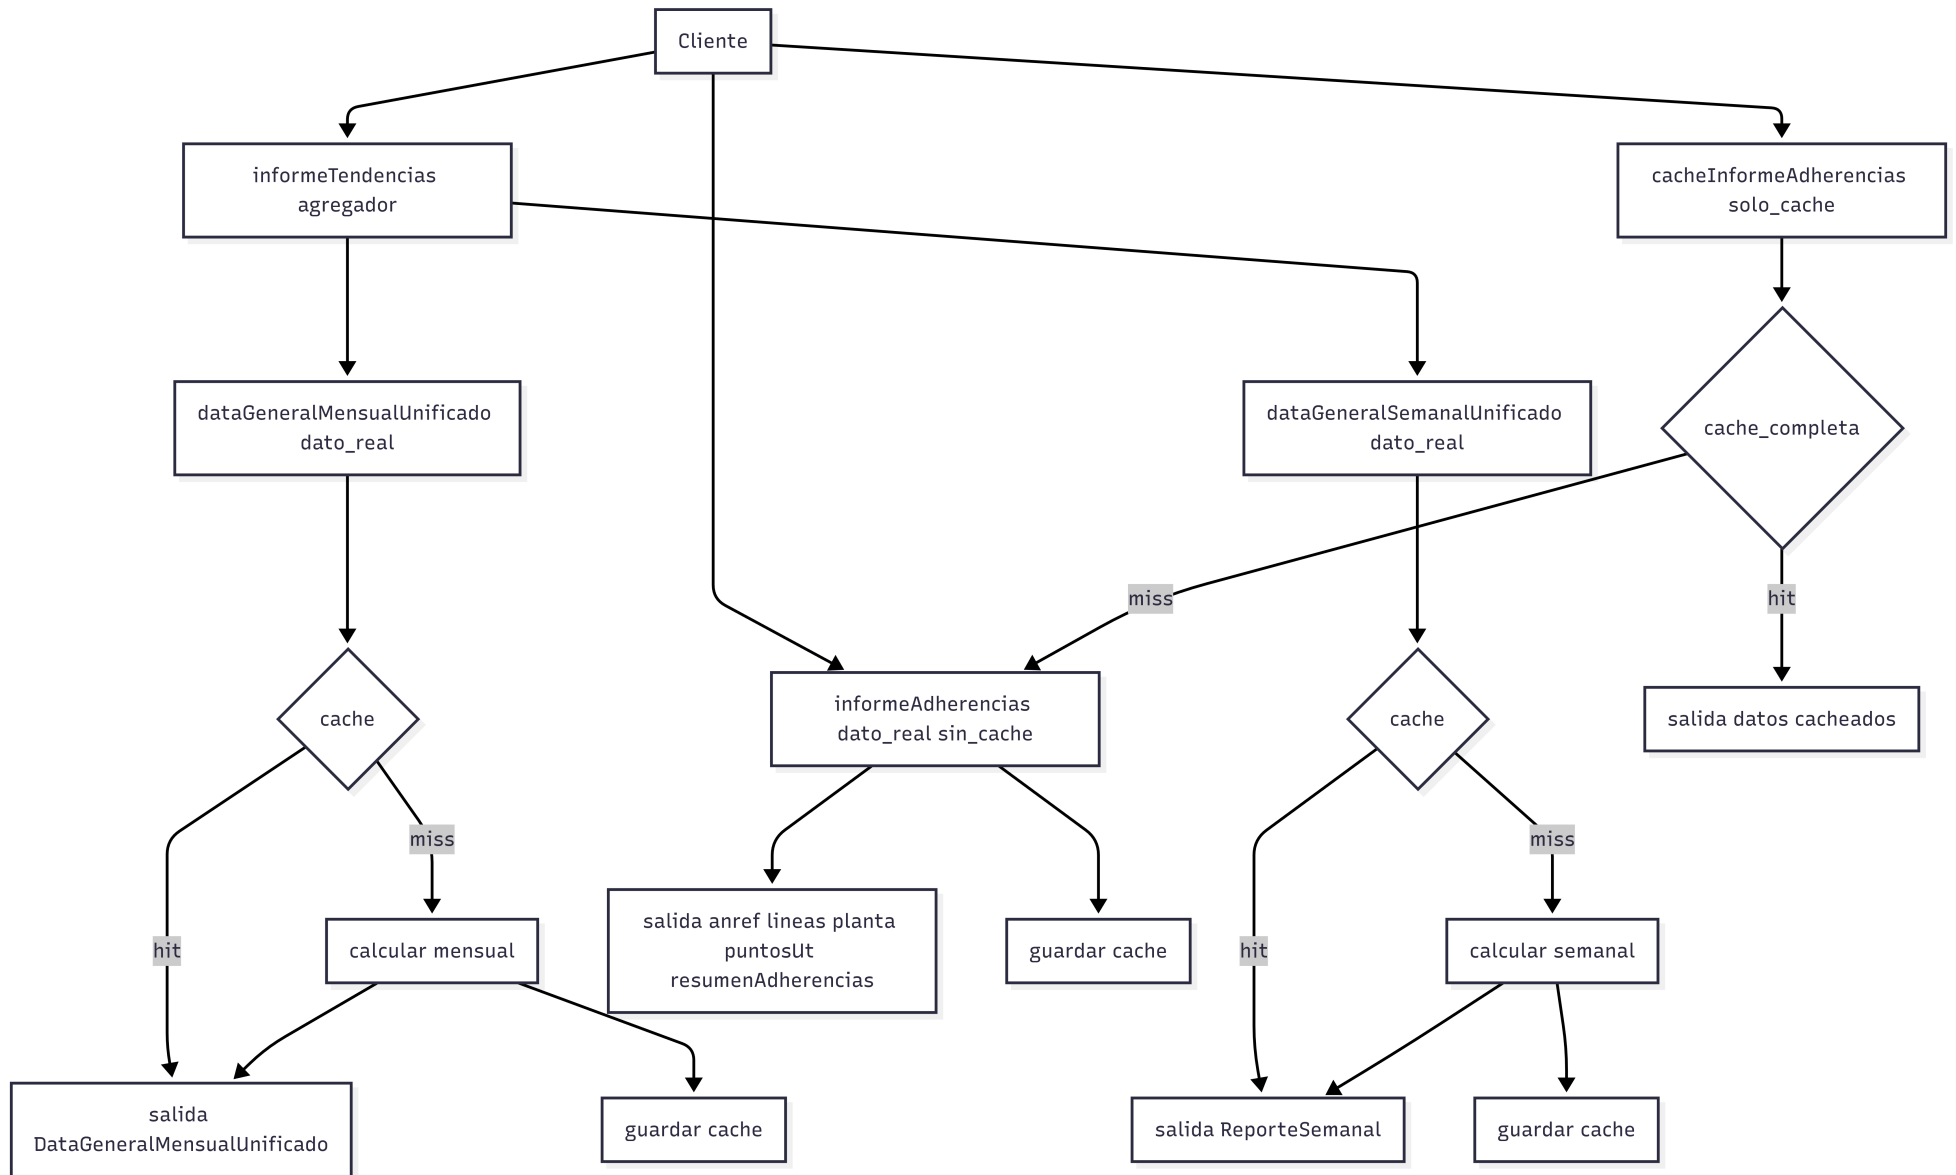 Cliente
informeTendencias
agregador
cacheInformeAdherencias
solo_cache
dataGeneralMensualUnificado
dato_real
dataGeneralSemanalUnificado
dato_real
cache_completa
miss
hit
cache
informeAdherencias
dato_real sin_cache
cache
salida datos cacheados
miss
miss
hit
calcular mensual
salida anref lineas planta
puntosUt
resumenAdherencias
guardar cache
hit
calcular semanal
salida
DataGeneralMensualUnificado
guardar cache
salida ReporteSemanal
guardar cache